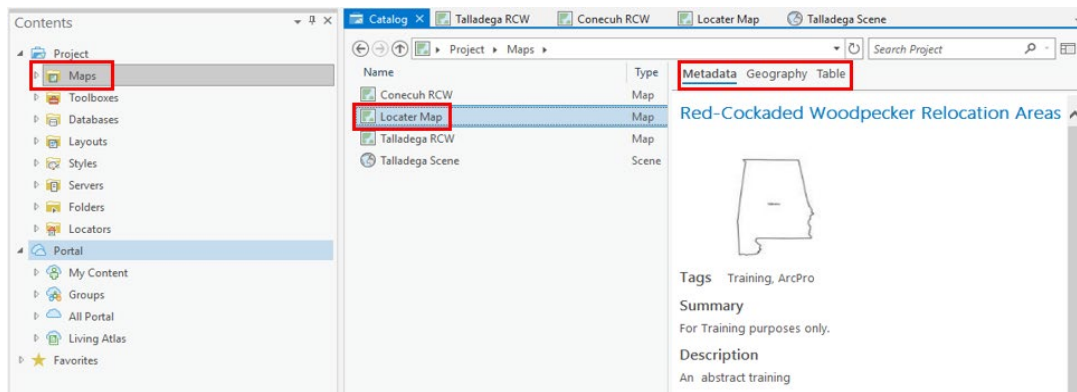 Contents
Project
Maps
Toolboxes
Databases
Layouts
Styles
Servers
Folders
Locators
Portal
My Content
Groups
All Portal
Living Atlas
Favorites
Catalog Talladega RCW Conecuh RCW Locater Map Talladega Scene
Project Maps Search Project
Name Type
Conecuh RCW Map
Locater Map Map
Talladega RCW Map
Talladega Scene Scene
Metadata Geography Table
Red-Cockaded Woodpecker Relocation Areas
Tags Training, ArcPro
Summary
For Training purposes only.
Description
An abstract training